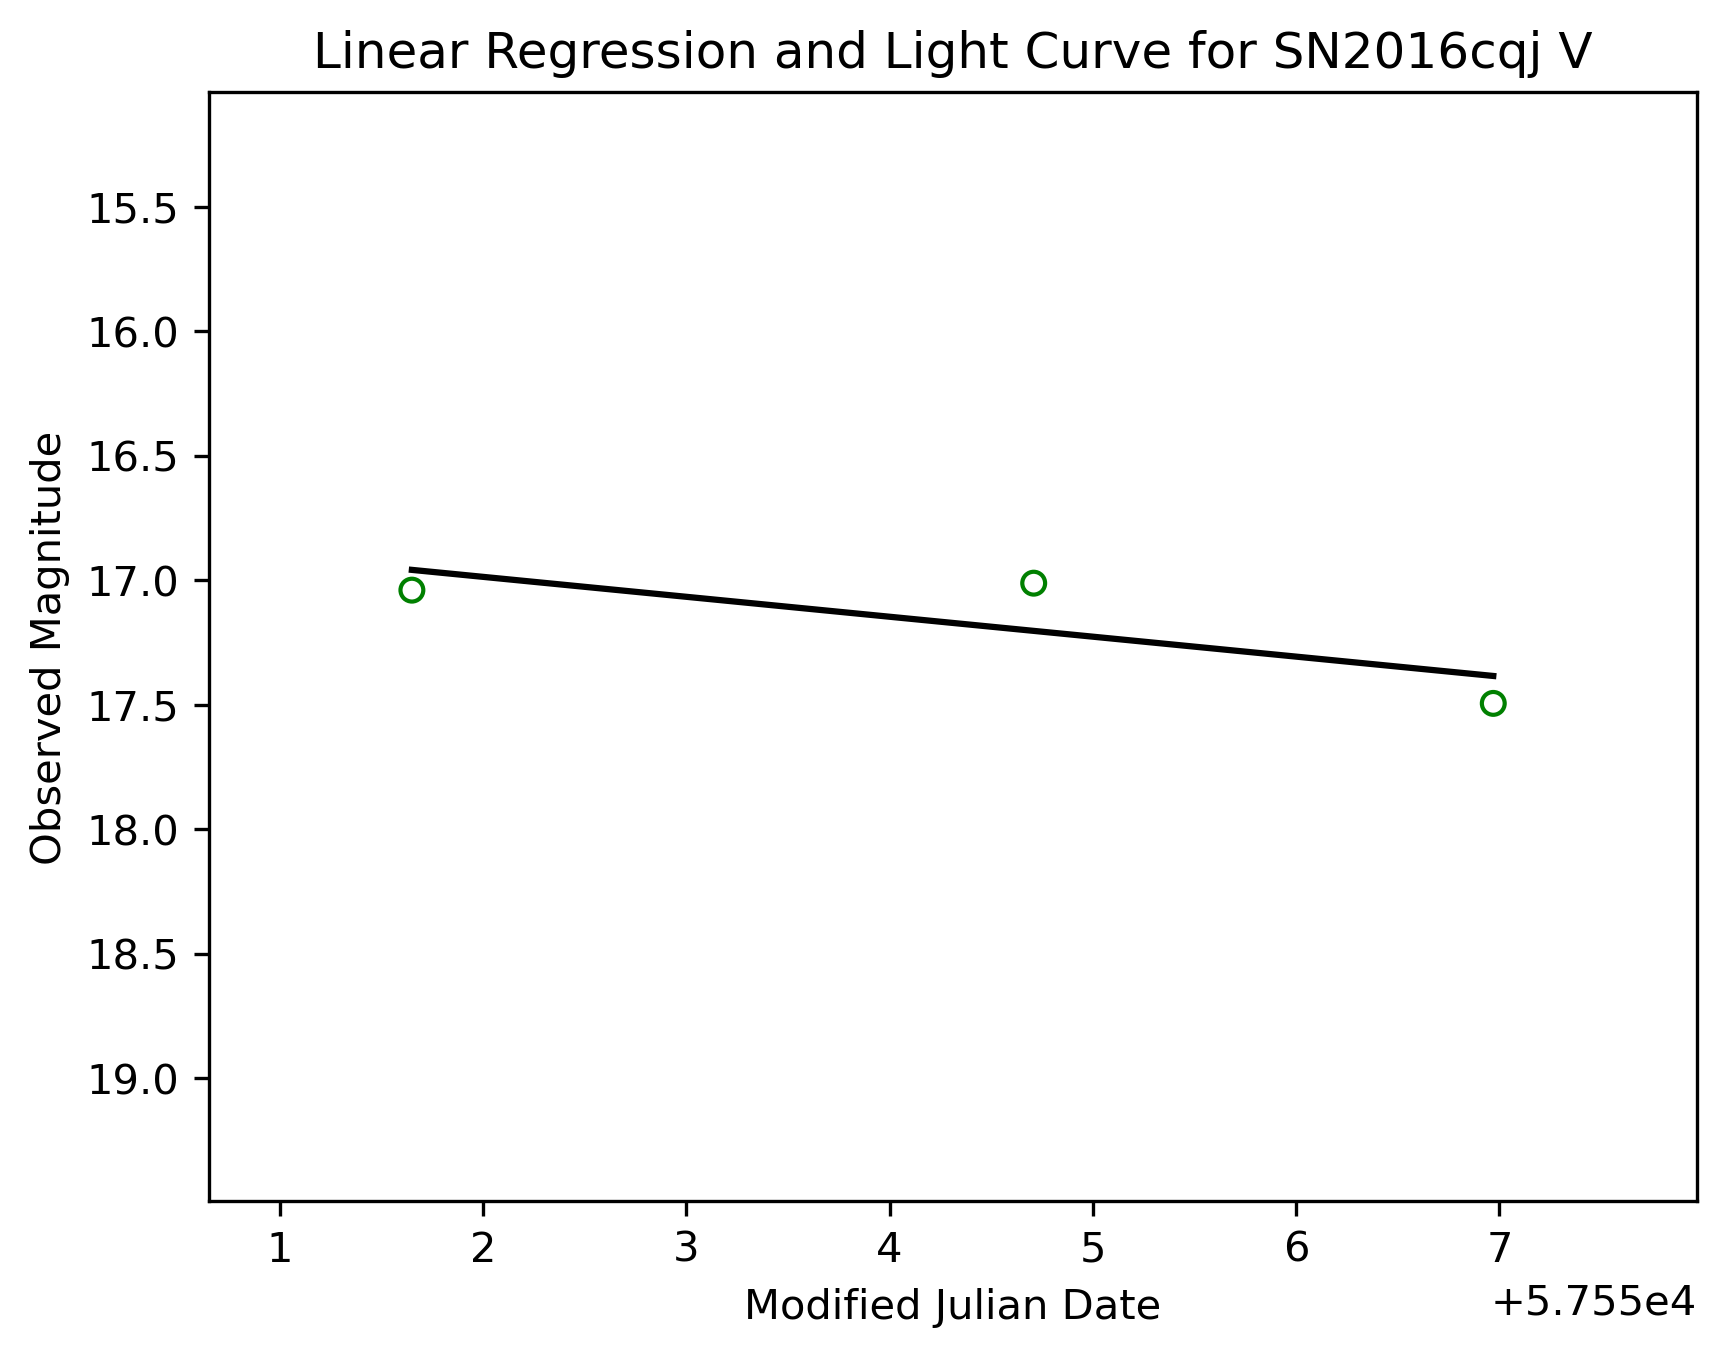 Linear Regression and Light Curve for SN2016cqj V
15.5
16.0
16.5
17.0
17.5
18.0
18.5
19.0
Observed Magnitude
1 2 3 4 5 6 7
+5.755e4
Modified Julian Date